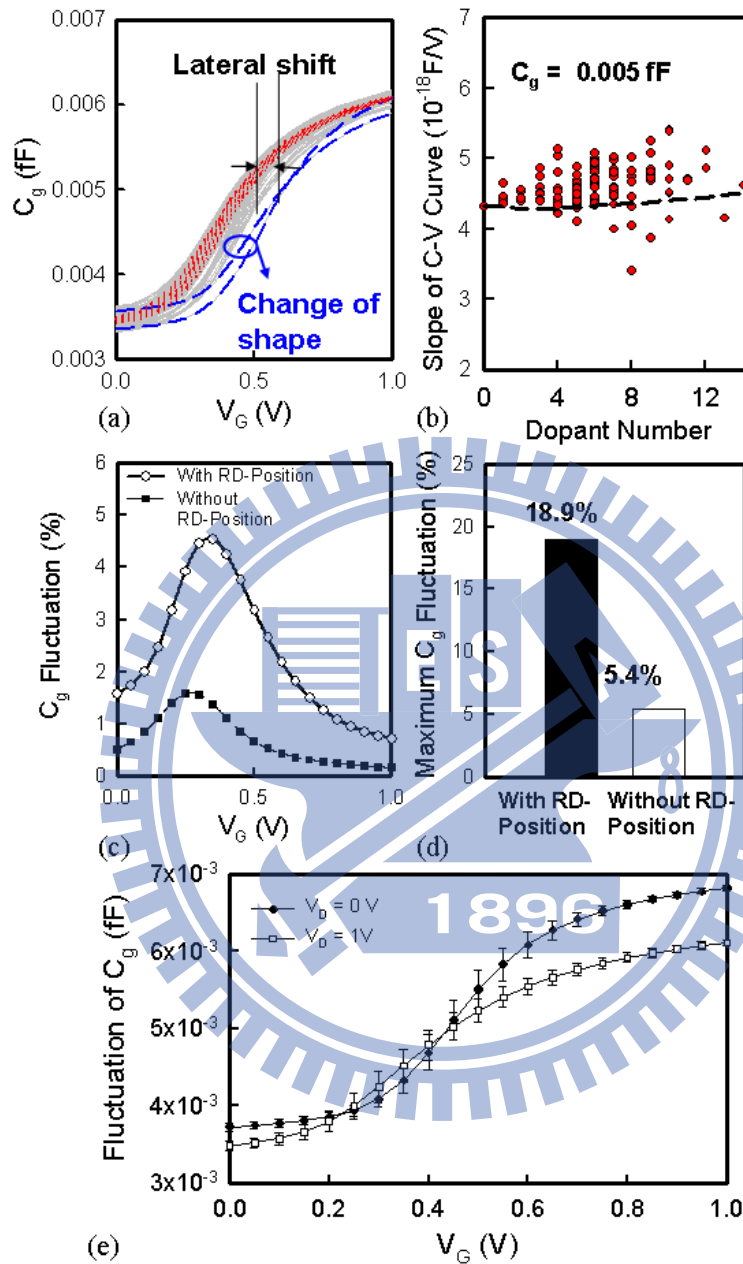 0.007
0.006
0.005
0.004
0.003
C_g (fF)
Lateral shift
Change of
shape
0.0
0.5
1.0
V_G (V)
(a)
7
6
5
4
3
2
Slope of C-V Curve (10^-18 F/V)
C_g = 0.005 fF
0
4
8
12
Dopant Number
(b)
6
5
4
3
2
1
0
C_g Fluctuation (%)
With RD-Position
Without
RD-Position
0.0
0.5
1.0
V_G (V)
(c)
25
20
15
10
5
0
Maximum C_g Fluctuation (%)
18.9%
5.4%
With RD-
Position
Without RD-
Position
(d)
ES
8
1896
7x10^-3
6x10^-3
5x10^-3
4x10^-3
3x10^-3
Fluctuation of C_g (fF)
V_D = 0 V
V_D = 1V
0.0
0.2
0.4
0.6
0.8
1.0
V_G (V)
(e)